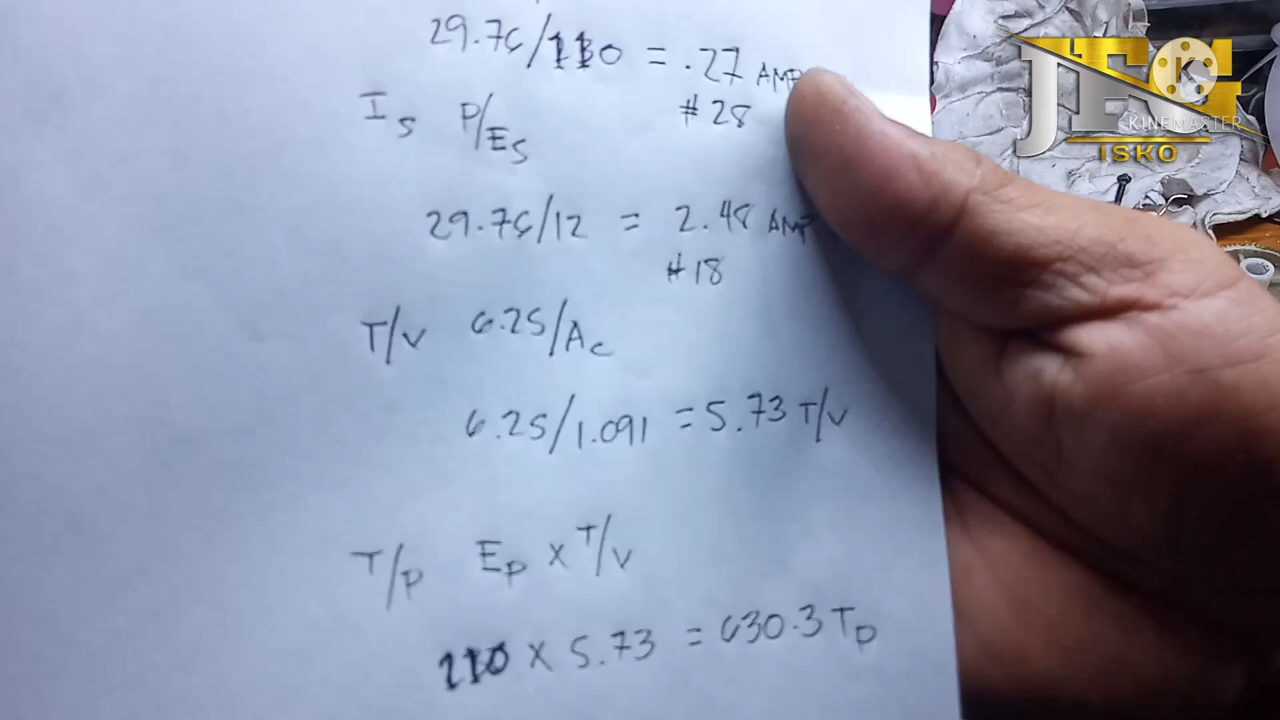 29.76/110 = .27 AMP
#28
Is P/Es
29.76/12 = 2.48 AMP
#18
T/V 6.25/Ac
6.25/1.091 = 5.73 T/V
T/P Ep x T/V
110 x 5.73 = 630.3 Tp
JEC
KINEMASTER
ISKO